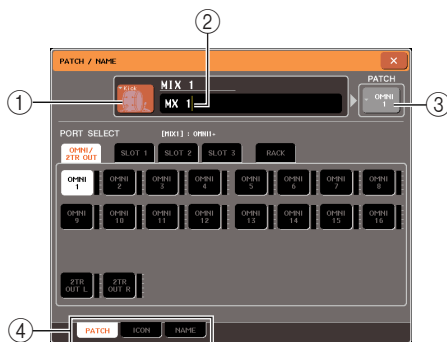 ②
PATCH / NAME
×
MIX 1
PATCH
Kick
MX 1
OMNI 1
①
③
PORT SELECT
[MIX1] : OMNI1-
OMNI/ 2TR OUT
SLOT 1
SLOT 2
SLOT 3
RACK
OMNI 1
OMNI 2
OMNI 3
OMNI 4
OMNI 5
OMNI 6
OMNI 7
OMNI 8
OMNI 9
OMNI 10
OMNI 11
OMNI 12
OMNI 13
OMNI 14
OMNI 15
OMNI 16
2TR OUT L
2TR OUT R
④
PATCH
ICON
NAME